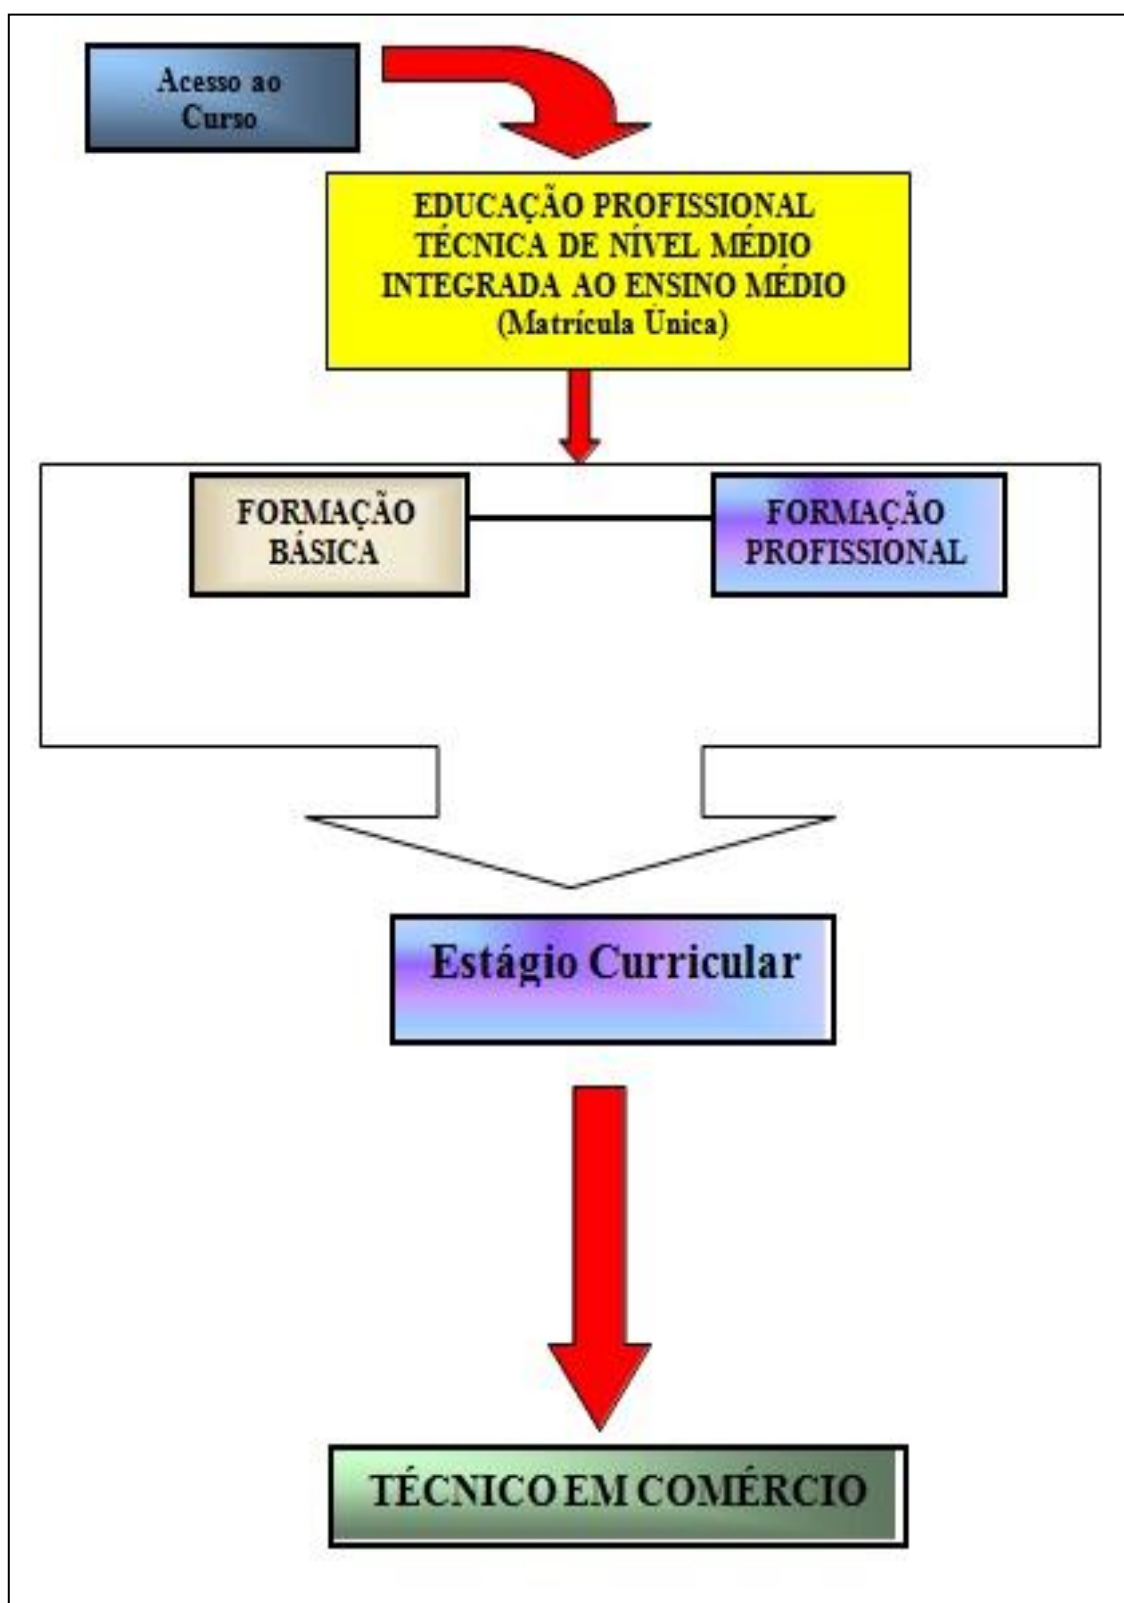 Acesso ao
Curso
EDUCAÇÃO PROFISSIONAL
TÉCNICA DE NÍVEL MÉDIO
INTEGRADA AO ENSINO MÉDIO
(Matrícula Única)
FORMAÇÃO
BÁSICA
FORMAÇÃO
PROFISSIONAL
Estágio Curricular
TÉCNICO EM COMÉRCIO